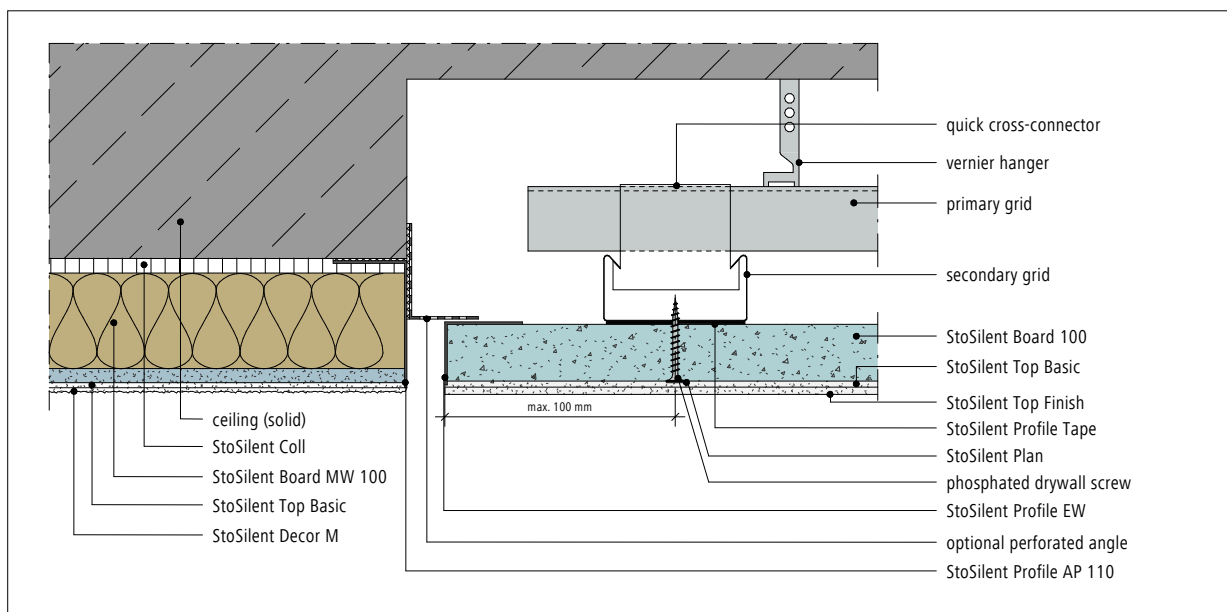 quick cross-connector
vernier hanger
primary grid
secondary grid
StoSilent Board 100
StoSilent Top Basic
StoSilent Top Finish
StoSilent Profile Tape
StoSilent Plan
phosphated drywall screw
StoSilent Profile EW
optional perforated angle
StoSilent Profile AP 110
max. 100 mm
ceiling (solid)
StoSilent Coll
StoSilent Board MW 100
StoSilent Top Basic
StoSilent Decor M